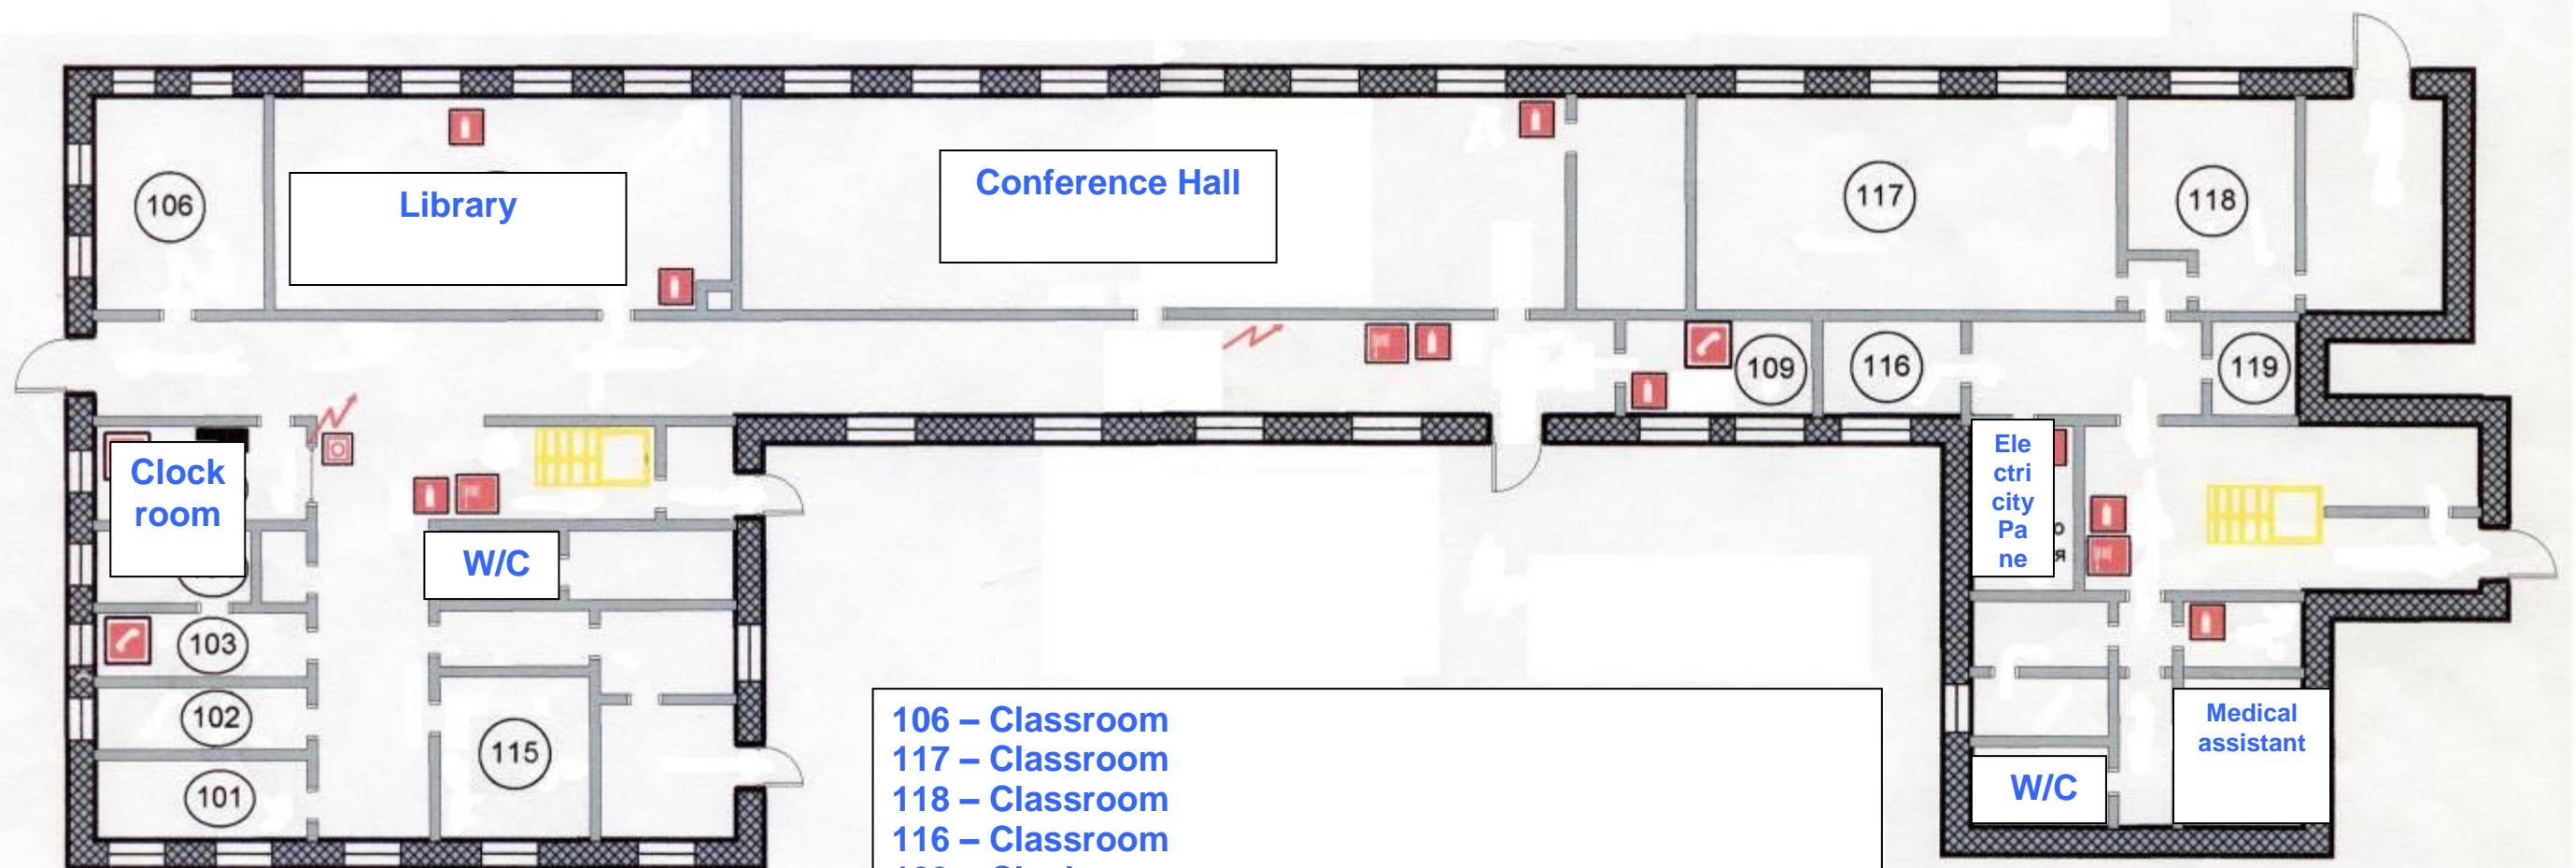 106
Library
Conference Hall
117
118
109
116
119
Clock
room
W/C
Ele
ctri
city
Pa
ne
о
я
103
102
101
115
Medical
assistant
W/C
106 – Classroom
117 – Classroom
118 – Classroom
116 – Classroom